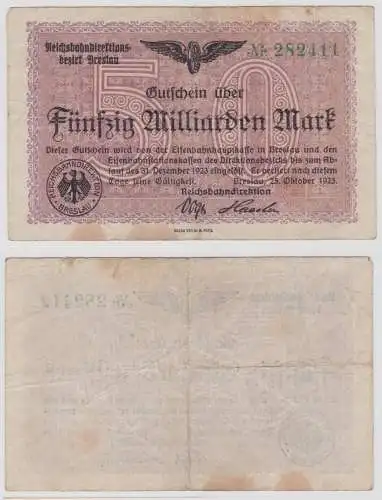 Reichsbahndirektions-
bezirk Breslau
№ 282411
50
Gutschein über
Fünfzig Milliarden Mark
Dieser Gutschein wird von der Eisenbahnhauptkasse in Breslau und den
Eisenbahnstationskassen des Direktionsbezirks bis zum Ab-
lauf des 31. Dezember 1923 eingelöst. Er verliert nach diesem
Tage seine Gültigkeit. Breslau, 25. Oktober 1923.
Reichsbahndirektion
REICHSBAHNDIREKTION
BRESLAU